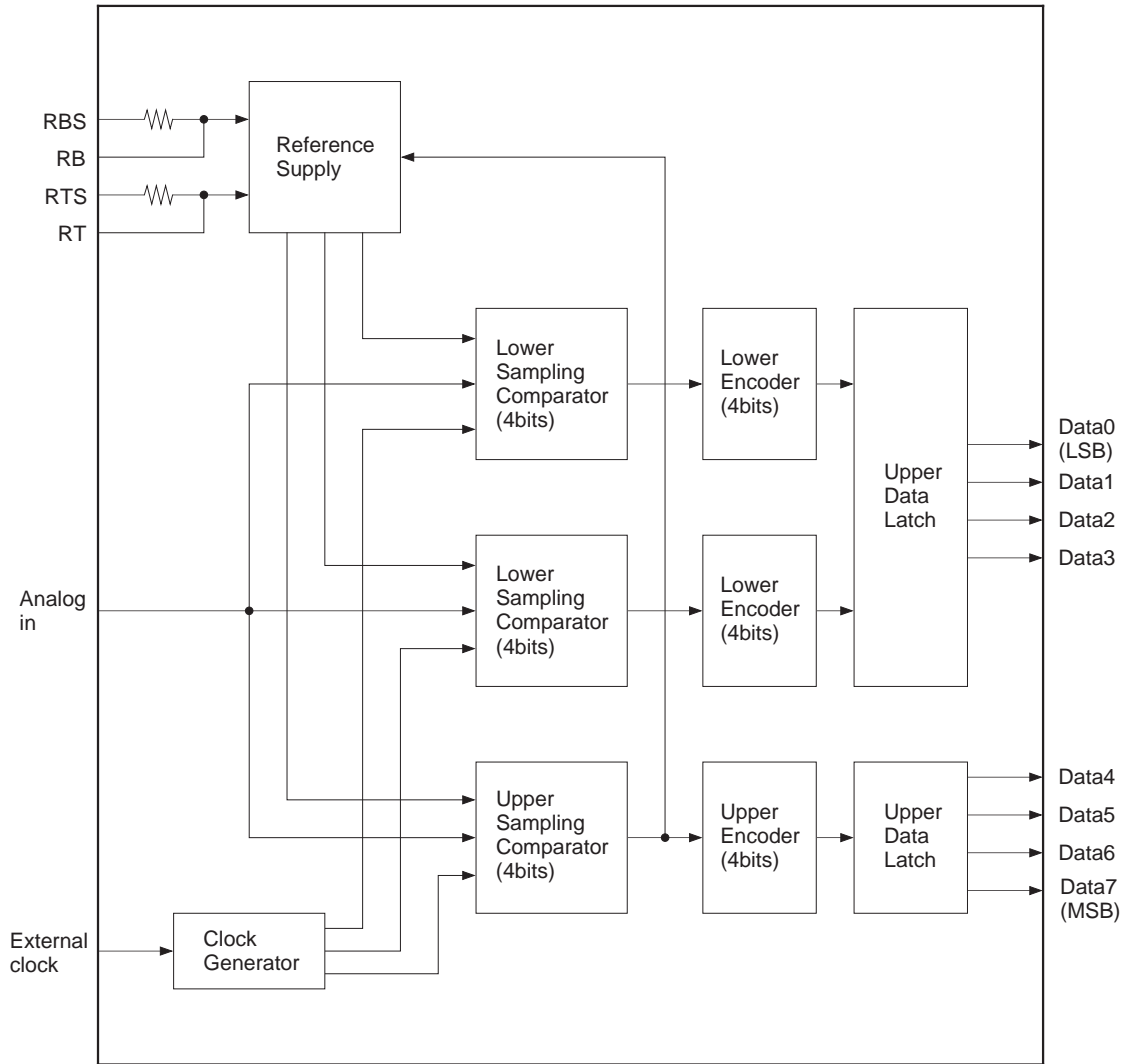 RBS
RB
RTS
RT
Reference
Supply
Lower
Sampling
Comparator
(4bits)
Lower
Encoder
(4bits)
Upper
Data
Latch
Data0
(LSB)
Data1
Data2
Data3
Analog
in
Lower
Sampling
Comparator
(4bits)
Lower
Encoder
(4bits)
Upper
Sampling
Comparator
(4bits)
Upper
Encoder
(4bits)
Upper
Data
Latch
Data4
Data5
Data6
Data7
(MSB)
External
clock
Clock
Generator